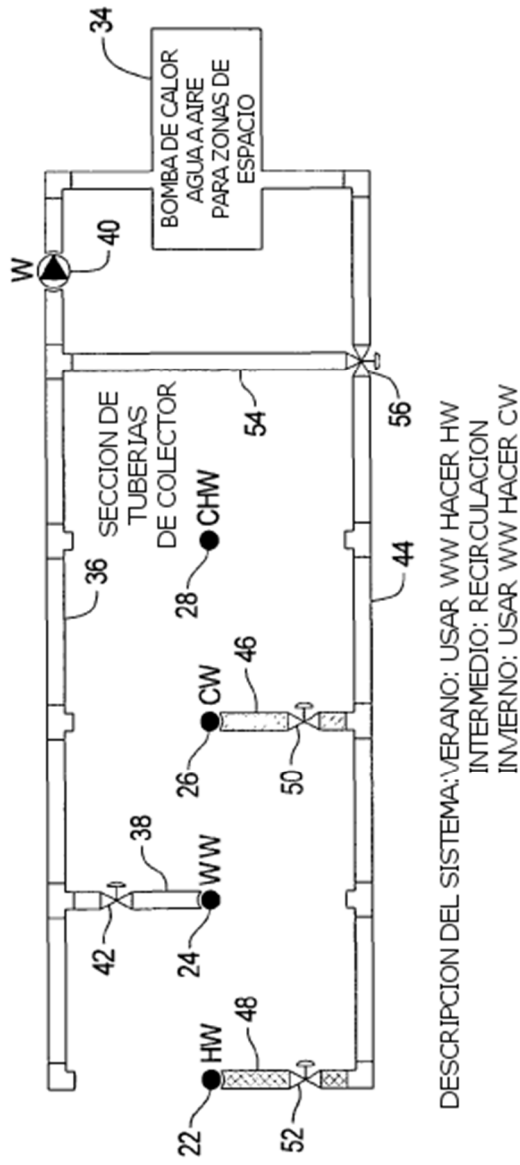 W
40
34
BOMBA DE CALOR
AGUA A AIRE
PARA ZONAS DE
ESPACIO
36
SECCION DE
TUBERIAS
DE COLECTOR
54
56
42
38
22
HW
24
WW
26
CW
28
CHW
48
52
46
50
44
DESCRIPCION DEL SISTEMA:VERANO: USAR WW HACER HW
INTERMEDIO: RECIRCULACION
INVIERNO: USAR WW HACER CW